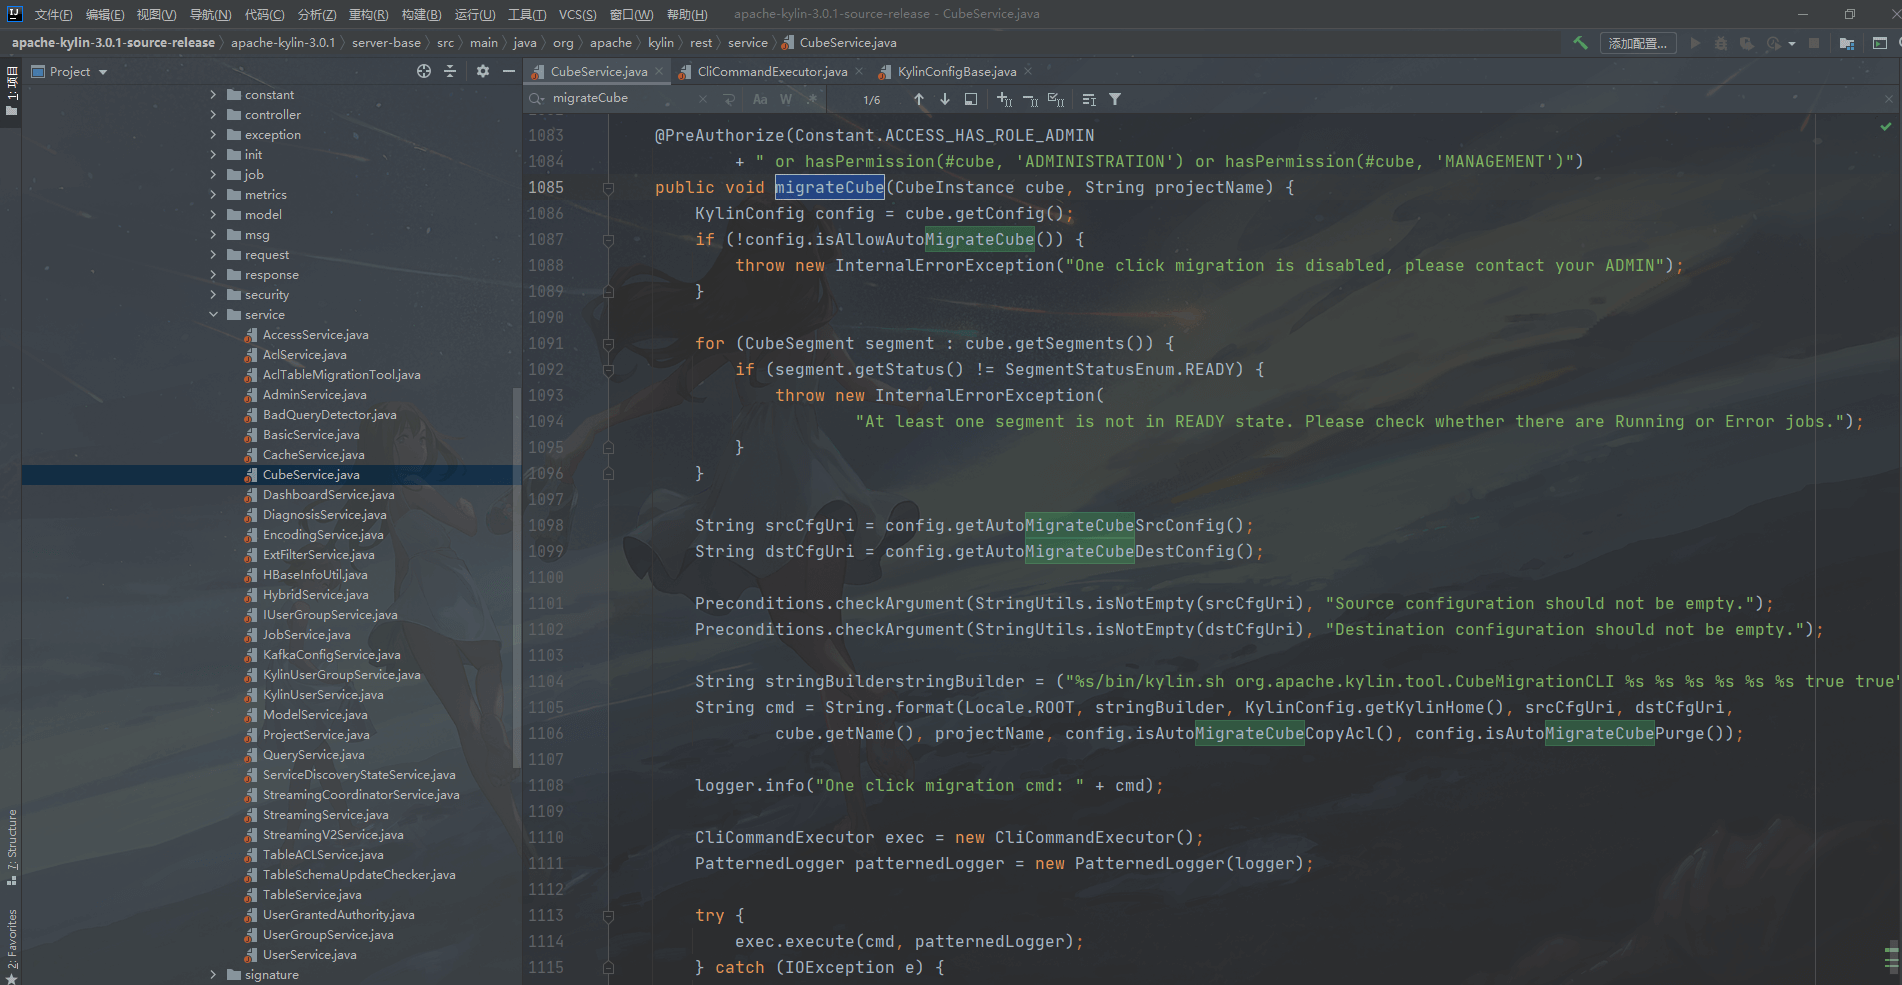 文件(F) 编辑(E) 视图(V) 导航(N) 代码(C) 分析(Z) 重构(R) 构建(B) 运行(U) 工具(T) VCS(S) 窗口(W) 帮助(H) apache-kylin-3.0.1-source-release - CubeService.java
apache-kylin-3.0.1-source-release apache-kylin-3.0.1 server-base src main java org apache kylin rest service CubeService.java 添加配置...
1: 项目
Project
constant
controller
exception
init
job
metrics
model
msg
request
response
security
service
AccessService.java
AclService.java
AclTableMigrationTool.java
AdminService.java
BadQueryDetector.java
BasicService.java
CacheService.java
CubeService.java
DashboardService.java
DiagnosisService.java
EncodingService.java
ExtFilterService.java
HBaseInfoUtil.java
HybridService.java
IUserGroupService.java
JobService.java
KafkaConfigService.java
KylinUserGroupService.java
KylinUserService.java
ModelService.java
ProjectService.java
QueryService.java
ServiceDiscoveryStateService.java
StreamingCoordinatorService.java
StreamingService.java
StreamingV2Service.java
TableACLService.java
TableSchemaUpdateChecker.java
TableService.java
UserGrantedAuthority.java
UserGroupService.java
UserService.java
signature
7: Structure
2: Favorites
CubeService.java CliCommandExecutor.java KylinConfigBase.java
migrateCube Aa W .* 1/6
1083 @PreAuthorize(Constant.ACCESS_HAS_ROLE_ADMIN
1084 + " or hasPermission(#cube, 'ADMINISTRATION') or hasPermission(#cube, 'MANAGEMENT')")
1085 public void migrateCube(CubeInstance cube, String projectName) {
1086 KylinConfig config = cube.getConfig();
1087 if (!config.isAllowAutoMigrateCube()) {
1088 throw new InternalErrorException("One click migration is disabled, please contact your ADMIN");
1089 }
1090
1091 for (CubeSegment segment : cube.getSegments()) {
1092 if (segment.getStatus() != SegmentStatusEnum.READY) {
1093 throw new InternalErrorException(
1094 "At least one segment is not in READY state. Please check whether there are Running or Error jobs.");
1095 }
1096 }
1097
1098 String srcCfgUri = config.getAutoMigrateCubeSrcConfig();
1099 String dstCfgUri = config.getAutoMigrateCubeDestConfig();
1100
1101 Preconditions.checkArgument(StringUtils.isNotEmpty(srcCfgUri), "Source configuration should not be empty.");
1102 Preconditions.checkArgument(StringUtils.isNotEmpty(dstCfgUri), "Destination configuration should not be empty.");
1103
1104 String stringBuilderstringBuilder = ("%s/bin/kylin.sh org.apache.kylin.tool.CubeMigrationCLI %s %s %s %s %s %s true true"
1105 String cmd = String.format(Locale.ROOT, stringBuilder, KylinConfig.getKylinHome(), srcCfgUri, dstCfgUri,
1106 cube.getName(), projectName, config.isAutoMigrateCubeCopyAcl(), config.isAutoMigrateCubePurge());
1107
1108 logger.info("One click migration cmd: " + cmd);
1109
1110 CliCommandExecutor exec = new CliCommandExecutor();
1111 PatternedLogger patternedLogger = new PatternedLogger(logger);
1112
1113 try {
1114 exec.execute(cmd, patternedLogger);
1115 } catch (IOException e) {